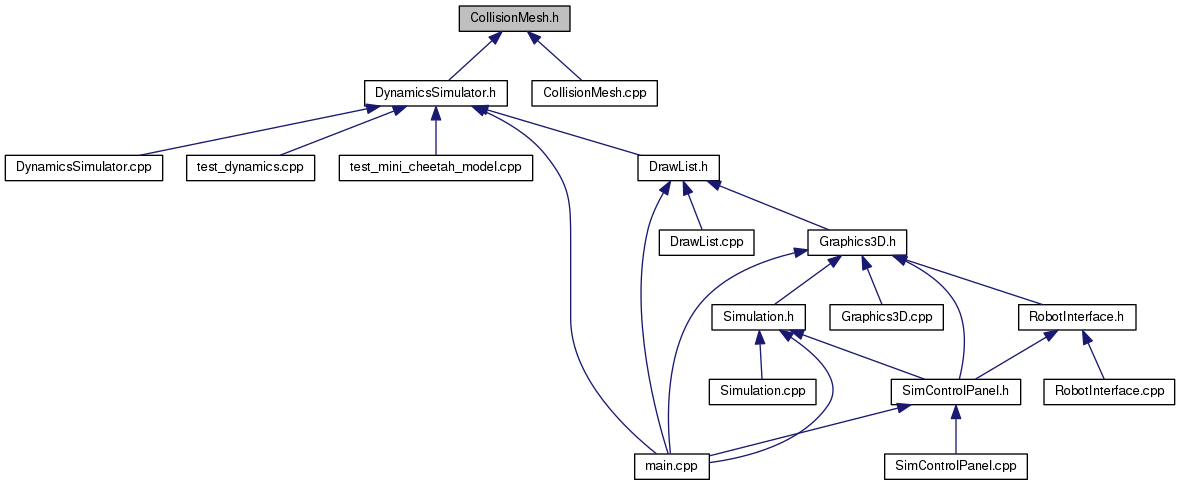 CollisionMesh.h
DynamicsSimulator.h
CollisionMesh.cpp
DynamicsSimulator.cpp
test_dynamics.cpp
test_mini_cheetah_model.cpp
DrawList.h
DrawList.cpp
Graphics3D.h
Simulation.h
Graphics3D.cpp
RobotInterface.h
Simulation.cpp
SimControlPanel.h
RobotInterface.cpp
main.cpp
SimControlPanel.cpp